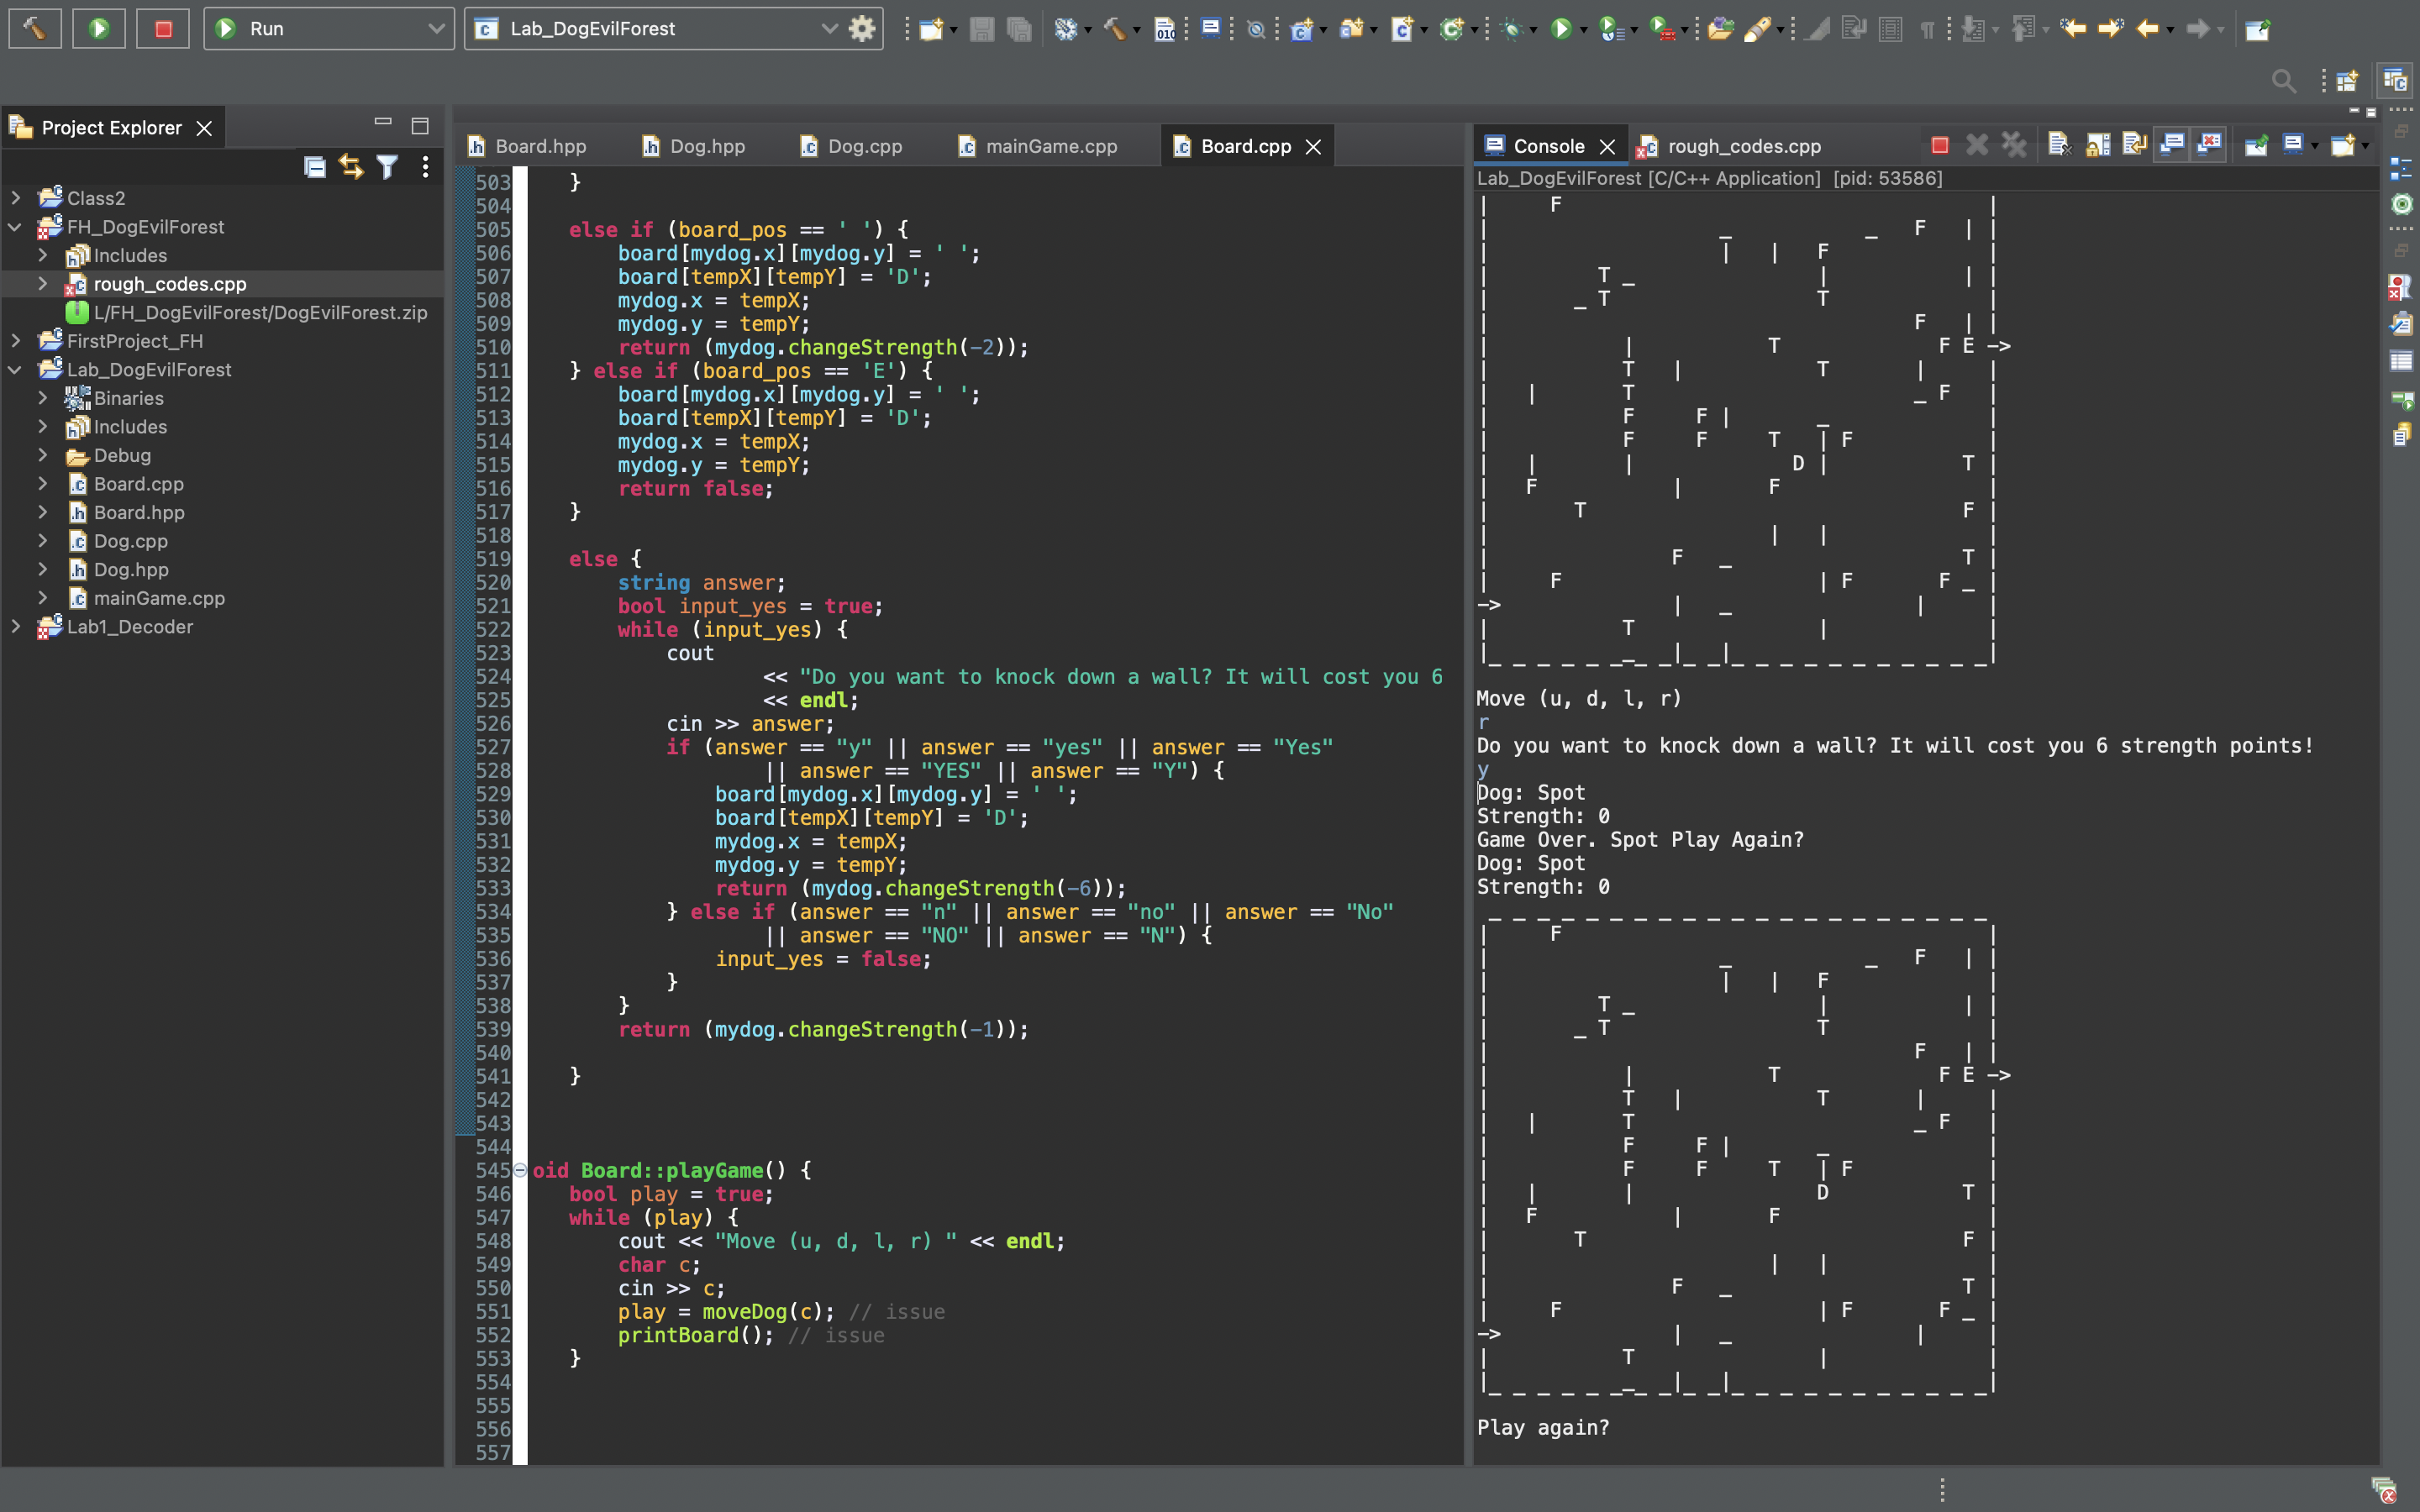 Run
Lab_DogEvilForest
Project Explorer
Class2
FH_DogEvilForest
Includes
rough_codes.cpp
L/FH_DogEvilForest/DogEvilForest.zip
FirstProject_FH
Lab_DogEvilForest
Binaries
Includes
Debug
Board.cpp
Board.hpp
Dog.cpp
Dog.hpp
mainGame.cpp
Lab1_Decoder
Board.hpp Dog.hpp Dog.cpp mainGame.cpp Board.cpp
503 }
504
505 else if (board_pos == ' ') {
506 board[mydog.x][mydog.y] = ' ';
507 board[tempX][tempY] = 'D';
508 mydog.x = tempX;
509 mydog.y = tempY;
510 return (mydog.changeStrength(-2));
511 } else if (board_pos == 'E') {
512 board[mydog.x][mydog.y] = ' ';
513 board[tempX][tempY] = 'D';
514 mydog.x = tempX;
515 mydog.y = tempY;
516 return false;
517 }
518
519 else {
520 string answer;
521 bool input_yes = true;
522 while (input_yes) {
523 cout
524 << "Do you want to knock down a wall? It will cost you 6
525 << endl;
526 cin >> answer;
527 if (answer == "y" || answer == "yes" || answer == "Yes"
528 || answer == "YES" || answer == "Y") {
529 board[mydog.x][mydog.y] = ' ';
530 board[tempX][tempY] = 'D';
531 mydog.x = tempX;
532 mydog.y = tempY;
533 return (mydog.changeStrength(-6));
534 } else if (answer == "n" || answer == "no" || answer == "No"
535 || answer == "NO" || answer == "N") {
536 input_yes = false;
537 }
538 }
539 return (mydog.changeStrength(-1));
540
541 }
542
543
544
545 oid Board::playGame() {
546 bool play = true;
547 while (play) {
548 cout << "Move (u, d, l, r) " << endl;
549 char c;
550 cin >> c;
551 play = moveDog(c); // issue
552 printBoard(); // issue
553 }
554
555
556
557
Console rough_codes.cpp
Lab_DogEvilForest [C/C++ Application] [pid: 53586]
| F |
| _ _ F | |
| | | F |
| T _ | | |
| _ T T |
| F | |
| | T F E ->
| T | T | |
| | T _ F |
| F F | _ |
| F F T | F |
| | | D | T |
| F | F |
| T F |
| | | |
| F _ T |
| F | F F _ |
-> | _ | |
| T | |
|_ _ _ _ _ _ _ _|_ _|_ _ _ _ _ _ _ _ _ _ _|
Move (u, d, l, r)
r
Do you want to knock down a wall? It will cost you 6 strength points!
y
Dog: Spot
Strength: 0
Game Over. Spot Play Again?
Dog: Spot
Strength: 0
_ _ _ _ _ _ _ _ _ _ _ _ _ _ _ _ _ _ _ _ _
| F |
| _ _ F | |
| | | F |
| T _ | | |
| _ T T |
| F | |
| | T F E ->
| T | T | |
| | T _ F |
| F F | _ |
| F F T | F |
| | | D T |
| F | F |
| T F |
| | | |
| F _ T |
| F | F F _ |
-> | _ | |
| T | |
|_ _ _ _ _ _ _ _|_ _|_ _ _ _ _ _ _ _ _ _ _|
Play again?